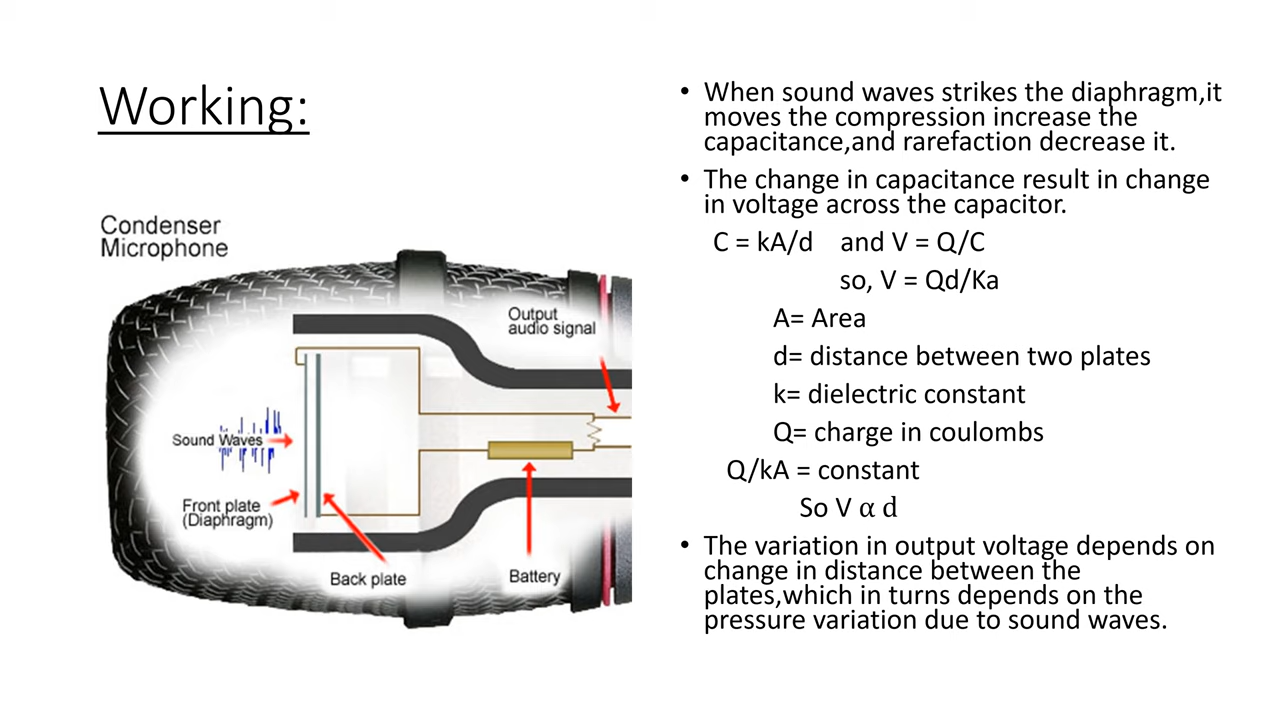 Working:
Condenser
Microphone
Output
audio signal
Sound Waves
Front plate
(Diaphragm)
Back plate
Battery
• When sound waves strikes the diaphragm,it
moves the compression increase the
capacitance,and rarefaction decrease it.
• The change in capacitance result in change
in voltage across the capacitor.
C = kA/d and V = Q/C
so, V = Qd/Ka
A= Area
d= distance between two plates
k= dielectric constant
Q= charge in coulombs
Q/kA = constant
So V α d
• The variation in output voltage depends on
change in distance between the
plates,which in turns depends on the
pressure variation due to sound waves.